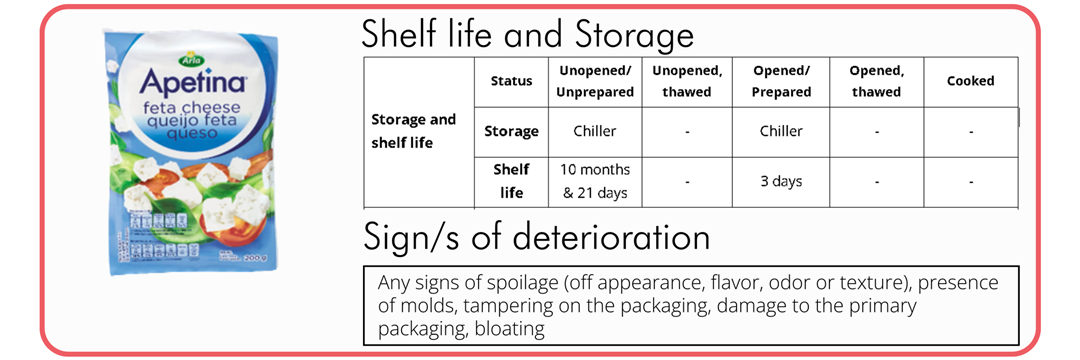 Arla
Apetina
feta cheese
queijo feta
queso
200 g
Shelf life and Storage
Storage and
shelf life
Status
Unopened/
Unprepared
Unopened,
thawed
Opened/
Prepared
Opened,
thawed
Cooked
Storage
Chiller
-
Chiller
-
-
Shelf
life
10 months
& 21 days
-
3 days
-
-
Sign/s of deterioration
Any signs of spoilage (off appearance, flavor, odor or texture), presence
of molds, tampering on the packaging, damage to the primary
packaging, bloating